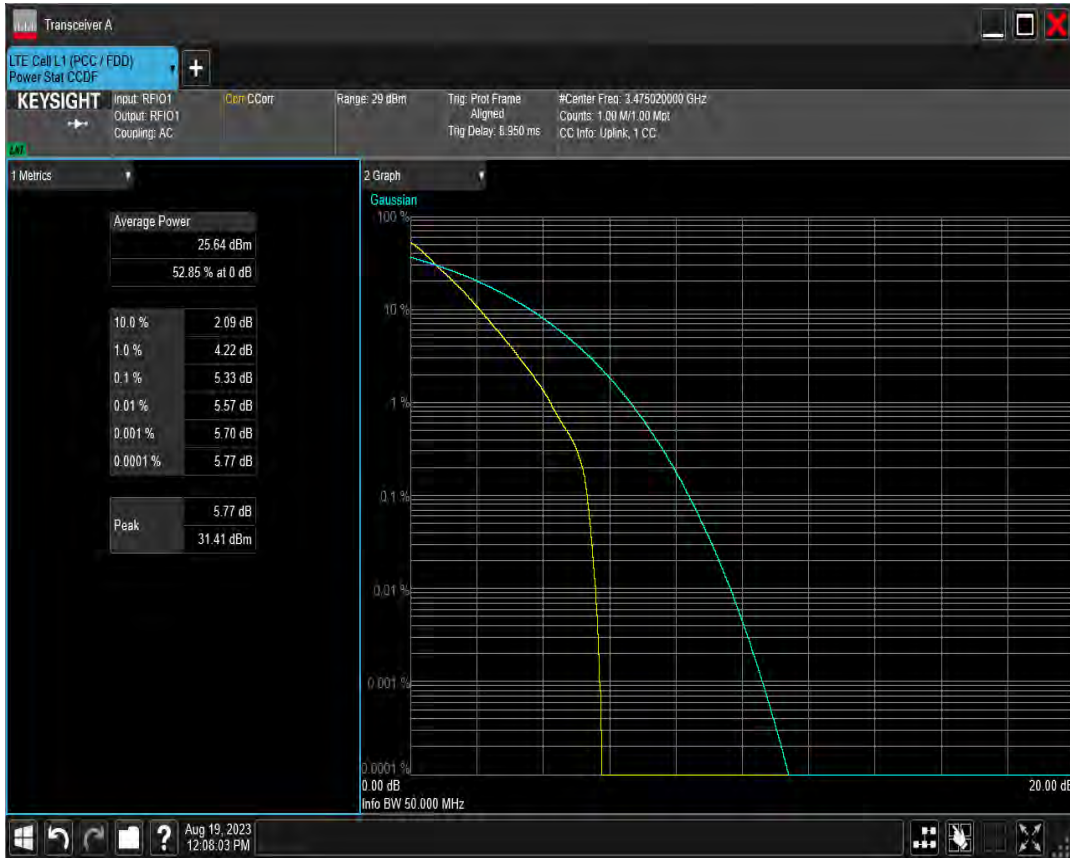 Transceiver A
LTE Cell L1 (PCC / FDD)
Power Stat CCDF
+
KEYSIGHT
Input: RFIO1
Output: RFIO1
Coupling: AC
Corr CCorr
Range: 29 dBm
Trig: Prot Frame
Aligned
Trig Delay: 8.950 ms
#Center Freq: 3.475020000 GHz
Counts: 1.00 M/1.00 Mpt
CC Info: Uplink, 1 CC
1 Metrics
Average Power
25.64 dBm
52.85 % at 0 dB
10.0 % 2.09 dB
1.0 % 4.22 dB
0.1 % 5.33 dB
0.01 % 5.57 dB
0.001 % 5.70 dB
0.0001 % 5.77 dB
Peak
5.77 dB
31.41 dBm
2 Graph
Gaussian
100 %
10 %
1 %
0.1 %
0.01 %
0.001 %
0.0001 %
0.00 dB
20.00 dB
Info BW 50.000 MHz
?
Aug 19, 2023
12:08:03 PM